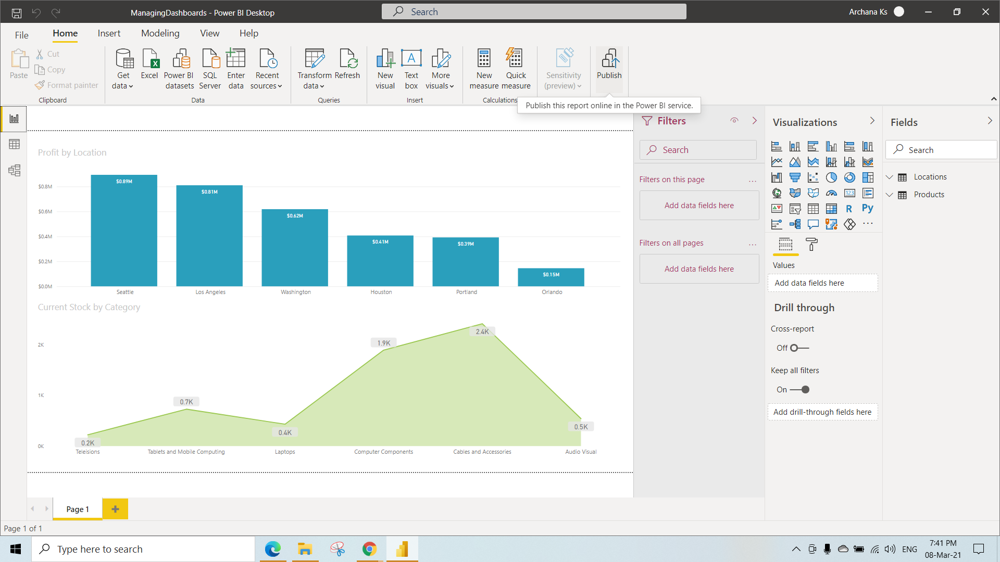 ManagingDashboards - Power BI Desktop
Search
Archana Ks
File Home Insert Modeling View Help
Paste
Cut
Copy
Format painter
Clipboard
Get data
Excel
Power BI datasets
SQL Server
Enter data
Recent sources
Data
Transform data
Refresh
Queries
New visual
Text box
More visuals
Insert
New measure
Quick measure
Calculations
Sensitivity (preview)
Publish
Publish this report online in the Power BI service.
Profit by Location
$0.8M
$0.6M
$0.4M
$0.2M
$0.0M
$0.89M
$0.81M
$0.62M
$0.41M
$0.39M
$0.15M
Seattle Los Angeles Washington Houston Portland Orlando
Current Stock by Category
2K
1K
0K
0.2K
0.7K
0.4K
1.9K
2.4K
0.5K
Teleisions Tablets and Mobile Computing Laptops Computer Components Cables and Accessories Audio Visual
Filters
Search
Filters on this page ...
Add data fields here
Filters on all pages ...
Add data fields here
Visualizations
123
R Py
...
Values
Add data fields here
Drill through
Cross-report
Off
Keep all filters
On
Add drill-through fields here
Fields
Search
Locations
Products
Page 1
Page 1 of 1
Type here to search
ENG
7:41 PM
08-Mar-21